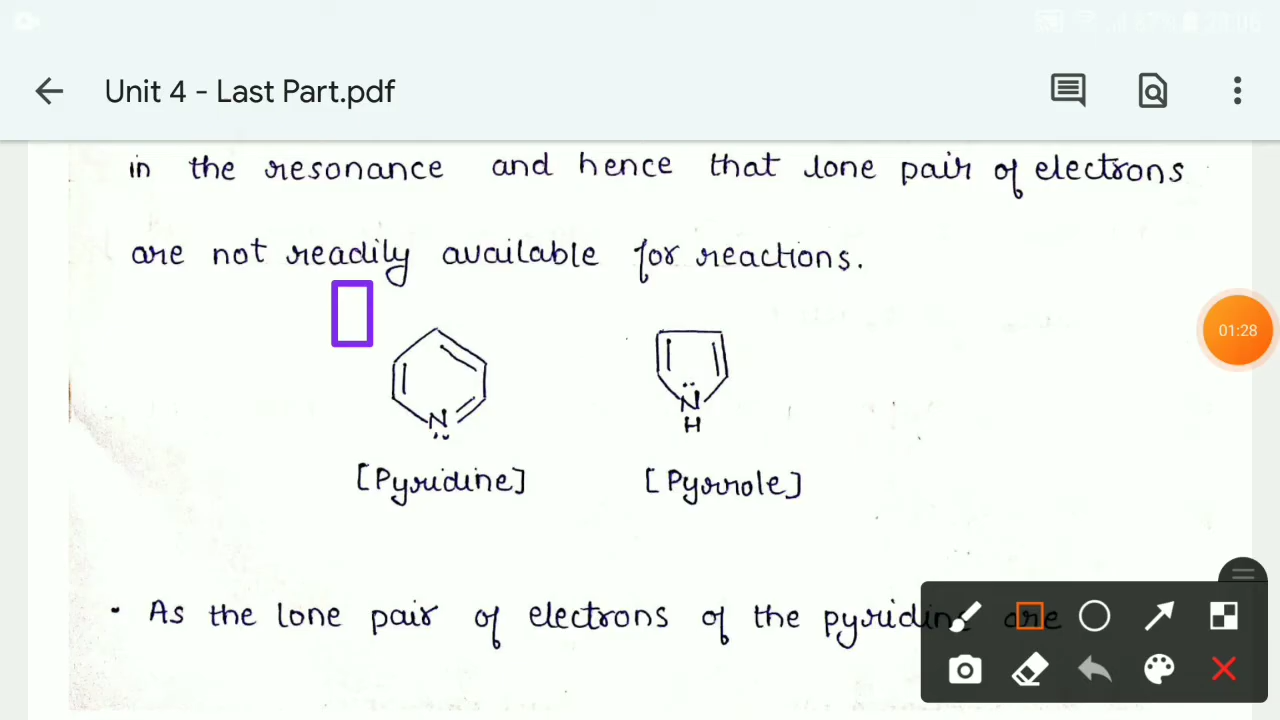 Unit 4 - Last Part.pdf
in the resonance and hence that lone pair of electrons
are not readily available for reactions.
01:28
N
N
H
[Pyridine]
[Pyrrole]
• As the lone pair of electrons of the pyridine are